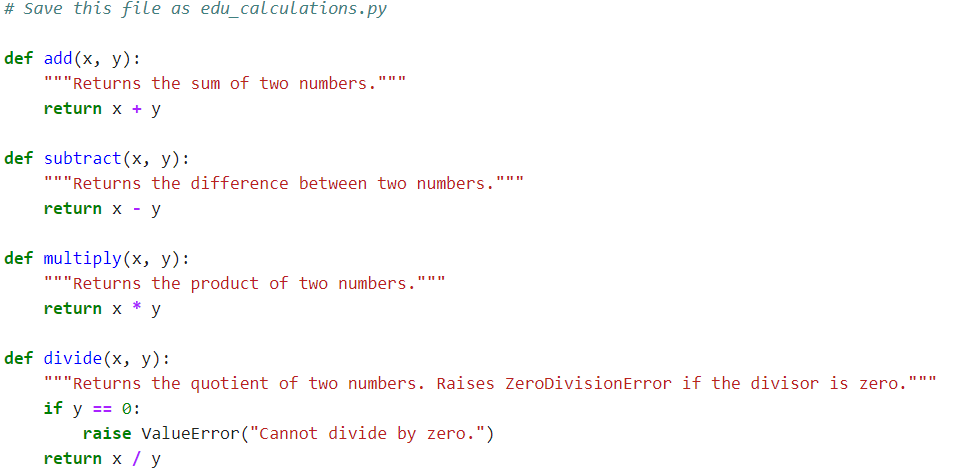 # Save this file as edu_calculations.py
def add(x, y):
    """Returns the sum of two numbers."""
    return x + y
def subtract(x, y):
    """Returns the difference between two numbers."""
    return x - y
def multiply(x, y):
    """Returns the product of two numbers."""
    return x * y
def divide(x, y):
    """Returns the quotient of two numbers. Raises ZeroDivisionError if the divisor is zero."""
    if y == 0:
        raise ValueError("Cannot divide by zero.")
    return x / y